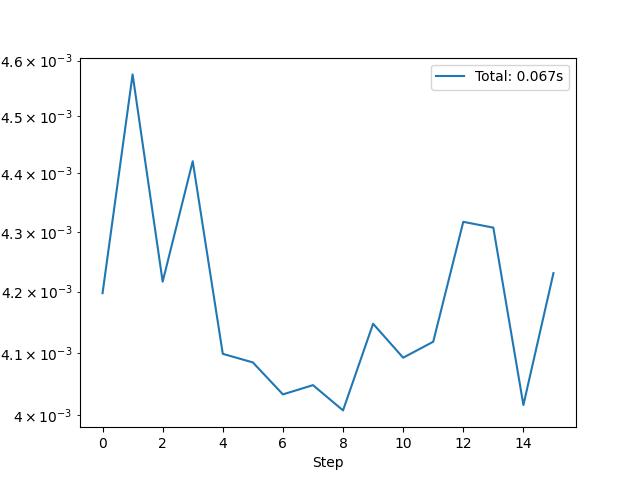 Total: 0.067s
4.6 × 10⁻³
4.5 × 10⁻³
4.4 × 10⁻³
4.3 × 10⁻³
4.2 × 10⁻³
4.1 × 10⁻³
4 × 10⁻³
0 2 4 6 8 10 12 14
Step